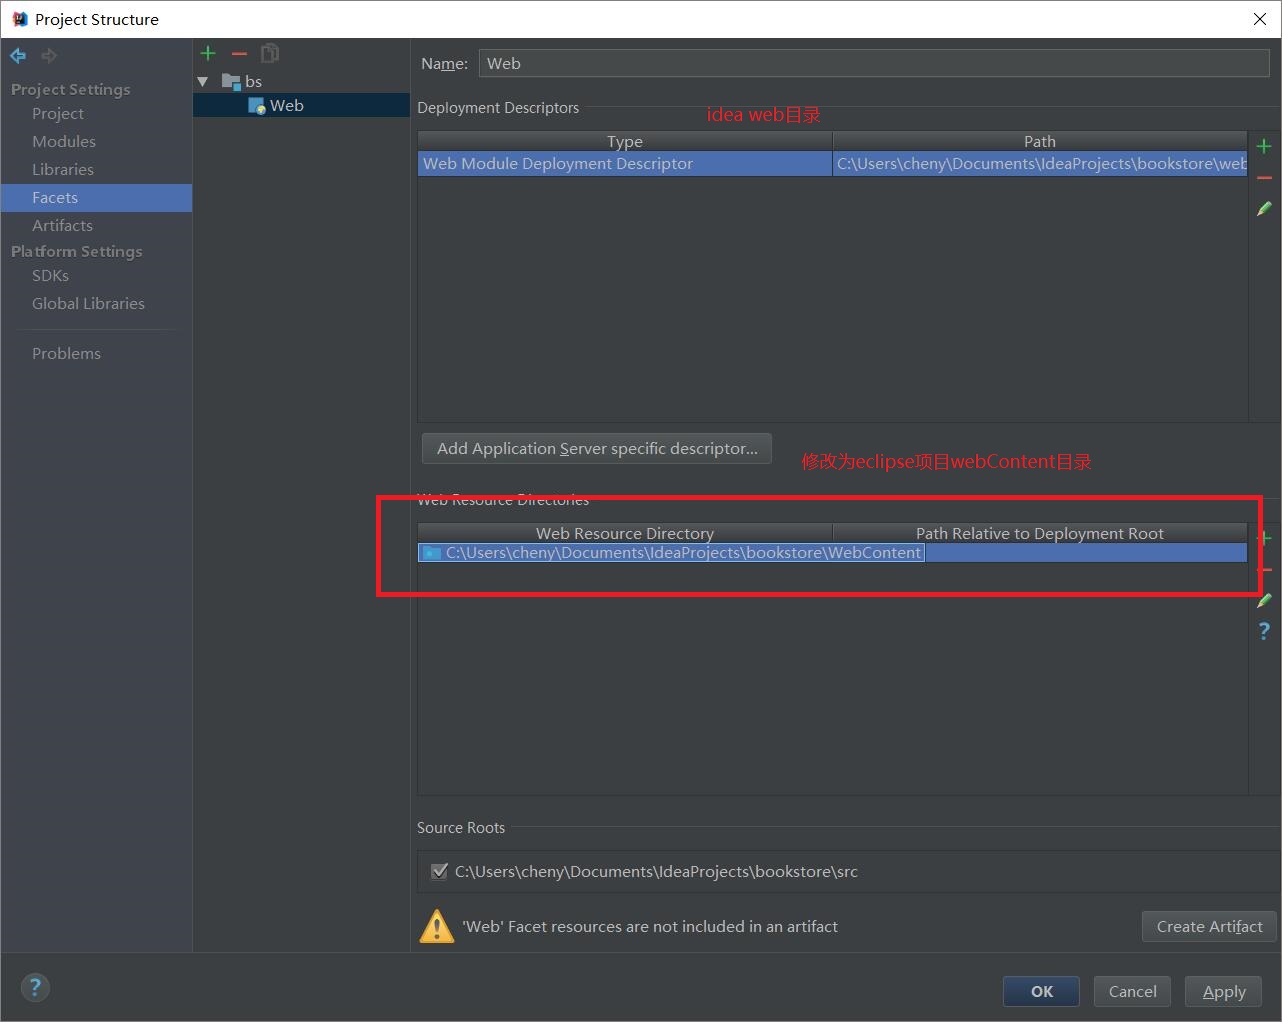 Project Structure
Project Settings
Project
Modules
Libraries
Facets
Artifacts
Platform Settings
SDKs
Global Libraries
Problems
bs
Web
Name: Web
Deployment Descriptors
idea web目录
Type Path
Web Module Deployment Descriptor C:\Users\cheny\Documents\IdeaProjects\bookstore\web
Add Application Server specific descriptor...
修改为eclipse项目webContent目录
Web Resource Directories
Web Resource Directory Path Relative to Deployment Root
C:\Users\cheny\Documents\IdeaProjects\bookstore\WebContent
Source Roots
C:\Users\cheny\Documents\IdeaProjects\bookstore\src
'Web' Facet resources are not included in an artifact
Create Artifact
OK Cancel Apply